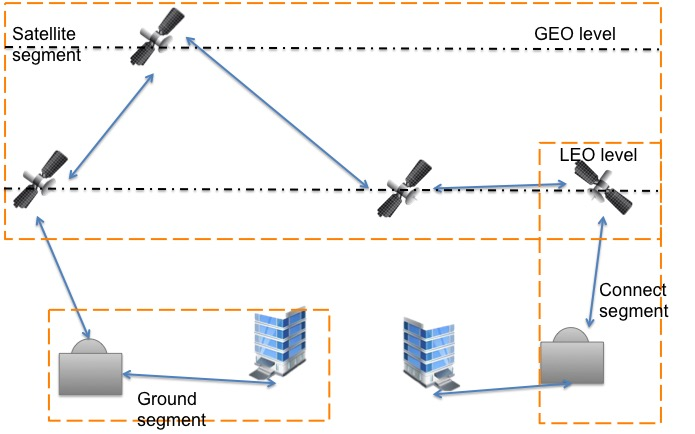 Satellite
segment
GEO level
LEO level
Connect
segment
Ground
segment